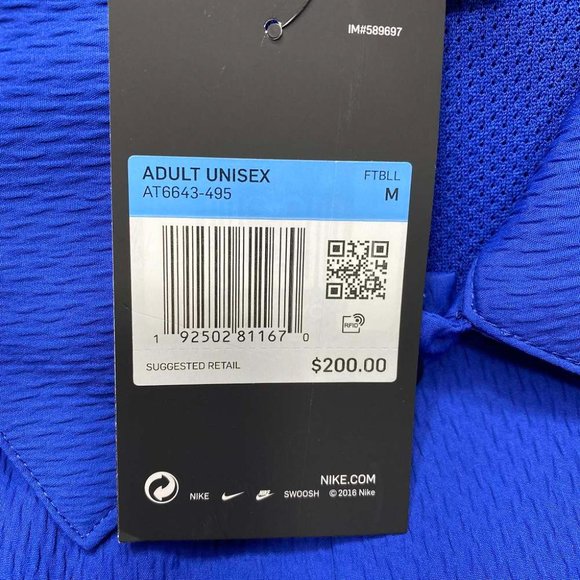 IM#589697
ADULT UNISEX FTBLL
AT6643-495 M
1 92502 81167 0
RFID
SUGGESTED RETAIL $200.00
NIKE.COM
NIKE SWOOSH © 2016 Nike